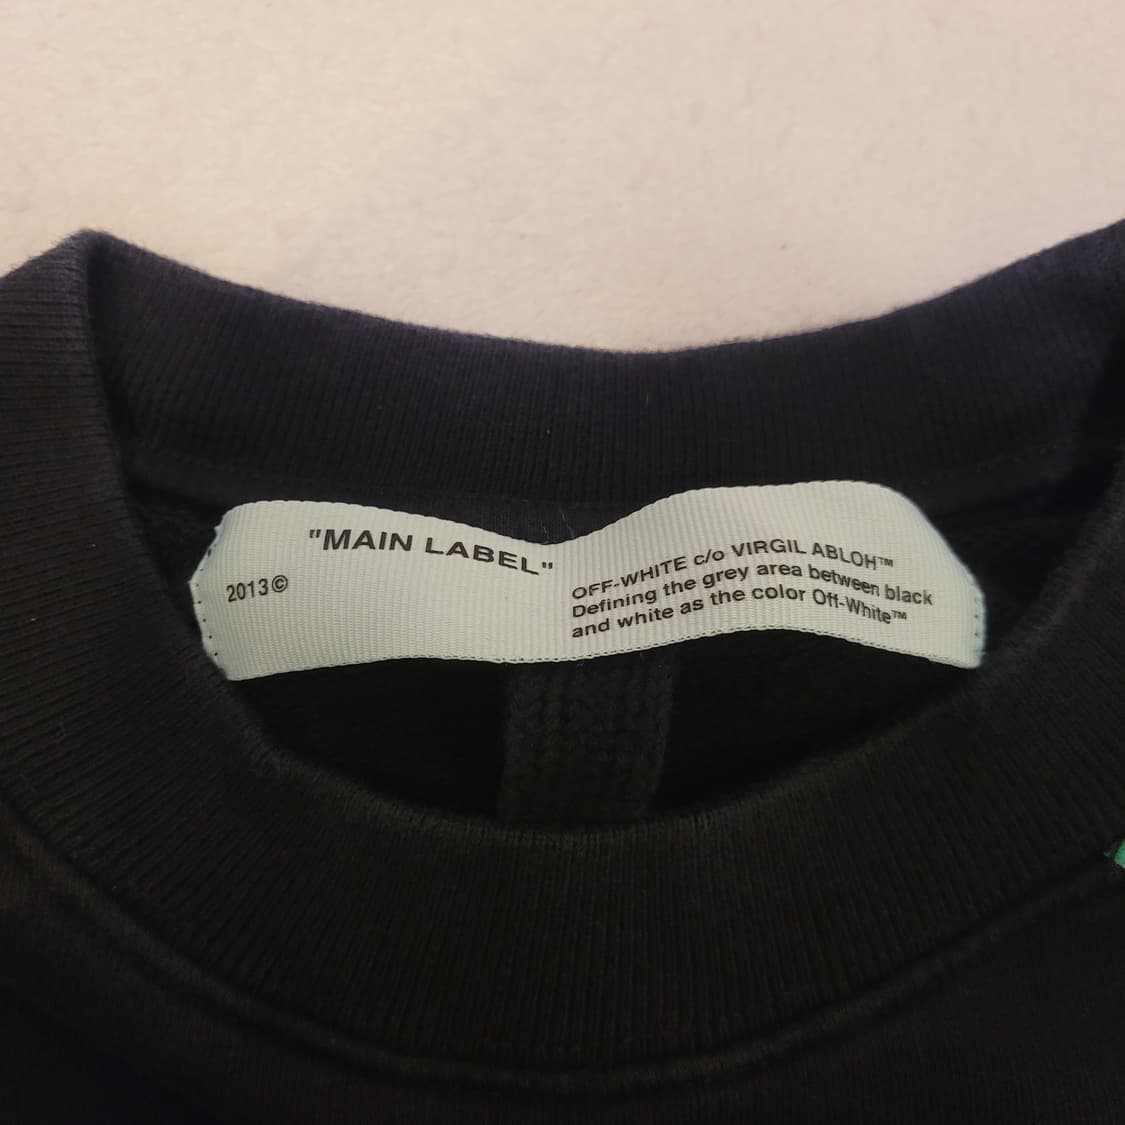 "MAIN LABEL"
2013©
OFF-WHITE c/o VIRGIL ABLOH™
Defining the grey area between black
and white as the color Off-White™